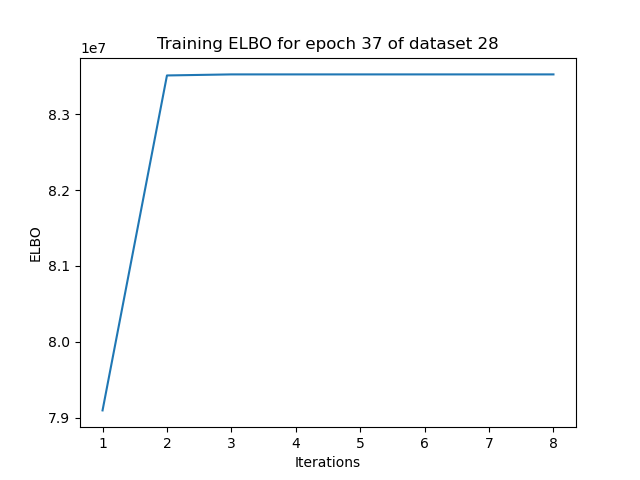 Training ELBO for epoch 37 of dataset 28
1e7
8.3
8.2
8.1
8.0
7.9
ELBO
1 2 3 4 5 6 7 8
Iterations